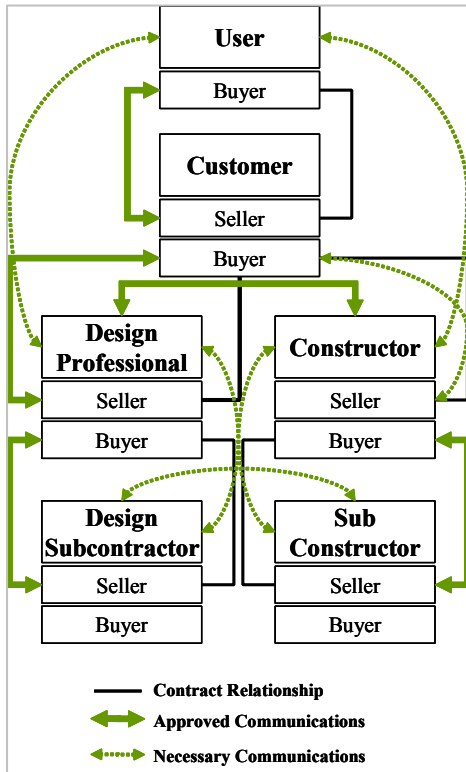 User
Buyer
Customer
Seller
Buyer
Design
Professional
Seller
Buyer
Constructor
Seller
Buyer
Design
Subcontractor
Seller
Buyer
Sub
Constructor
Seller
Buyer
Contract Relationship
Approved Communications
Necessary Communications